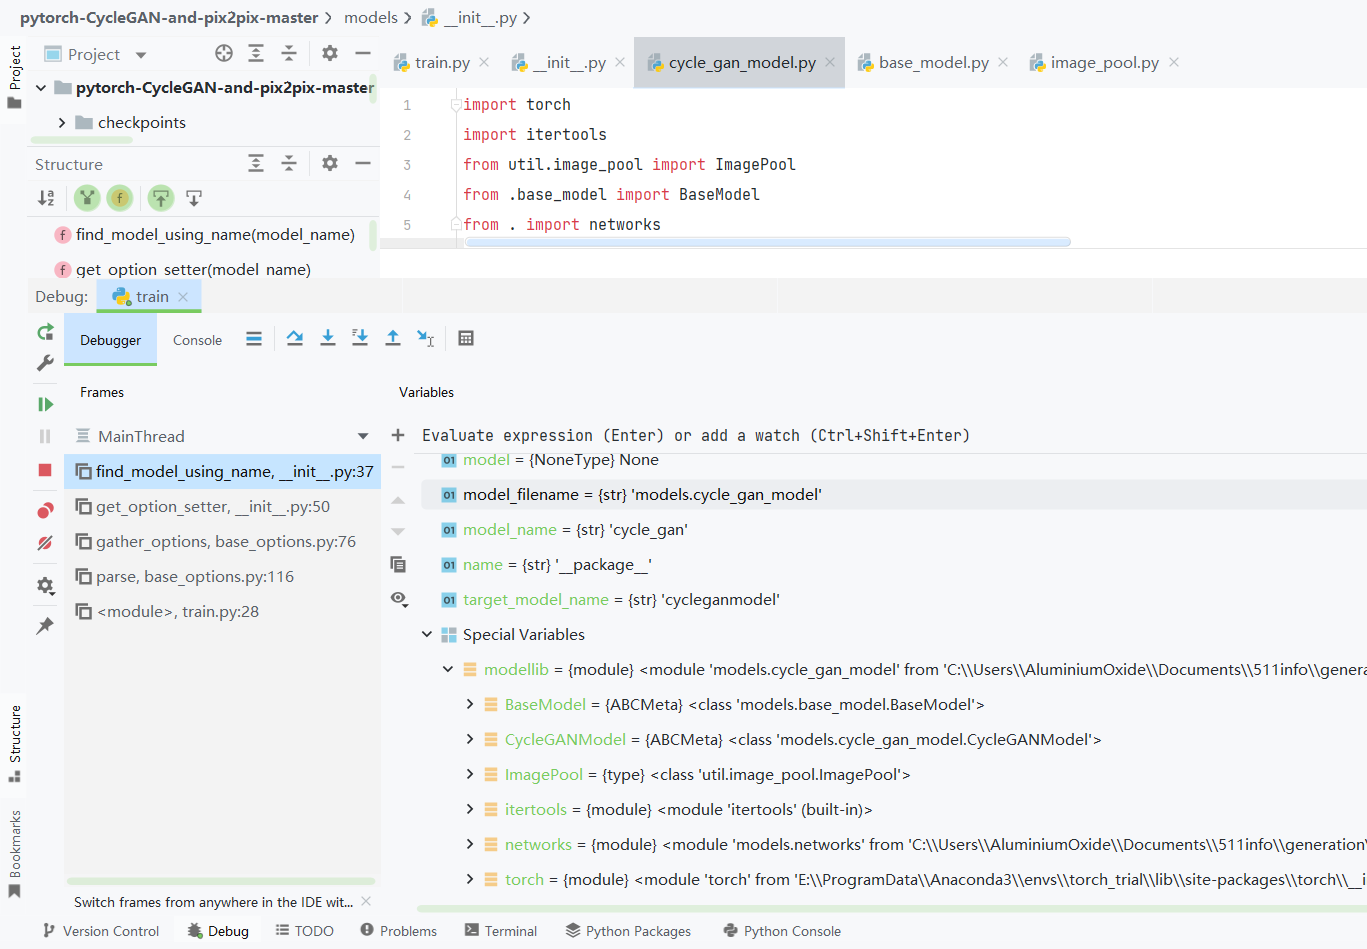 pytorch-CycleGAN-and-pix2pix-master > models > __init__.py >
Project
Project
train.py
__init__.py
cycle_gan_model.py
base_model.py
image_pool.py
pytorch-CycleGAN-and-pix2pix-master
checkpoints
Structure
find_model_using_name(model_name)
get_option_setter(model_name)
1 import torch
2 import itertools
3 from util.image_pool import ImagePool
4 from .base_model import BaseModel
5 from . import networks
Debug: train
Debugger
Console
Frames
Variables
MainThread
Evaluate expression (Enter) or add a watch (Ctrl+Shift+Enter)
find_model_using_name, __init__.py:37
get_option_setter, __init__.py:50
gather_options, base_options.py:76
parse, base_options.py:116
<module>, train.py:28
01 model = {NoneType} None
01 model_filename = {str} 'models.cycle_gan_model'
01 model_name = {str} 'cycle_gan'
01 name = {str} '__package__'
01 target_model_name = {str} 'cycleganmodel'
Special Variables
modellib = {module} <module 'models.cycle_gan_model' from 'C:\\Users\\AluminiumOxide\\Documents\\511info\\genera
BaseModel = {ABCMeta} <class 'models.base_model.BaseModel'>
CycleGANModel = {ABCMeta} <class 'models.cycle_gan_model.CycleGANModel'>
ImagePool = {type} <class 'util.image_pool.ImagePool'>
itertools = {module} <module 'itertools' (built-in)>
networks = {module} <module 'models.networks' from 'C:\\Users\\AluminiumOxide\\Documents\\511info\\generation\
torch = {module} <module 'torch' from 'E:\\ProgramData\\Anaconda3\\envs\\torch_trial\\lib\\site-packages\\torch\\__i
Structure
Bookmarks
Switch frames from anywhere in the IDE wit...
Version Control
Debug
TODO
Problems
Terminal
Python Packages
Python Console